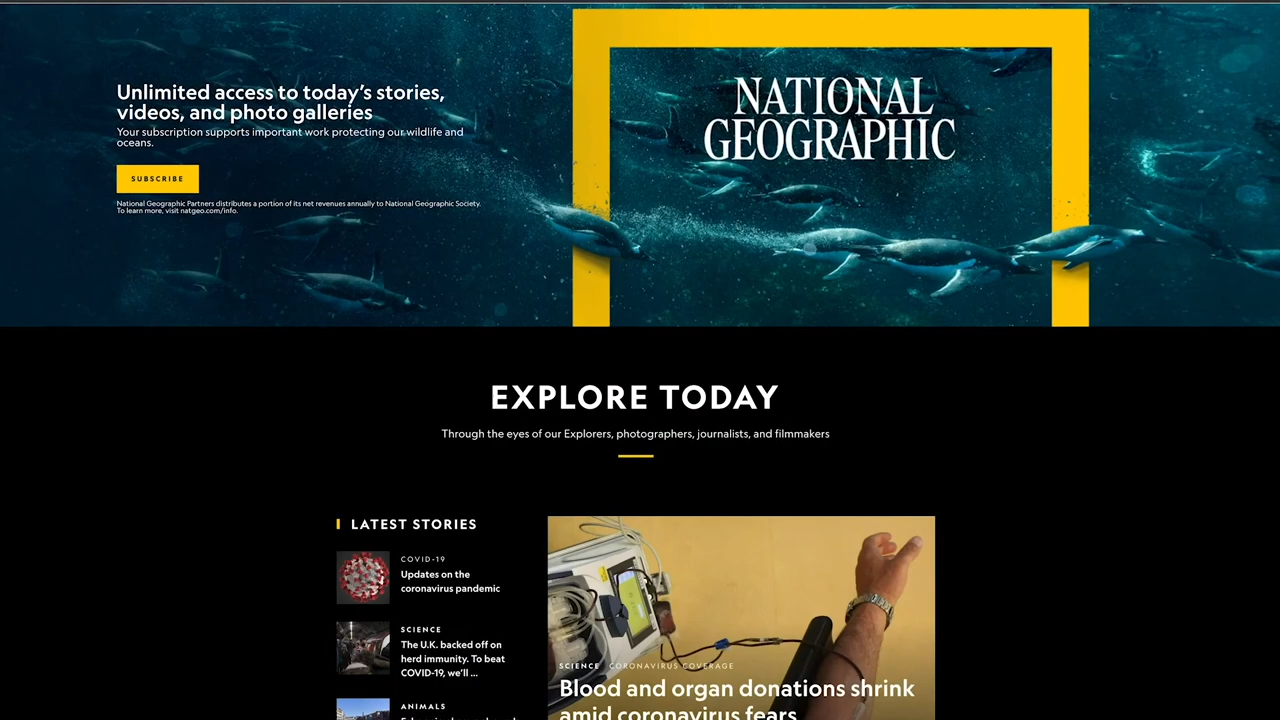 Unlimited access to today's stories,
videos, and photo galleries
Your subscription supports important work protecting our wildlife and
oceans.
SUBSCRIBE
National Geographic Partners distributes a portion of its net revenues annually to National Geographic Society.
To learn more, visit natgeo.com/info.
NATIONAL
GEOGRAPHIC
EXPLORE TODAY
Through the eyes of our Explorers, photographers, journalists, and filmmakers
LATEST STORIES
COVID-19
Updates on the
coronavirus pandemic
SCIENCE
The U.K. backed off on
herd immunity. To beat
COVID-19, we'll ...
ANIMALS
SCIENCE CORONAVIRUS COVERAGE
Blood and organ donations shrink
amid coronavirus fears